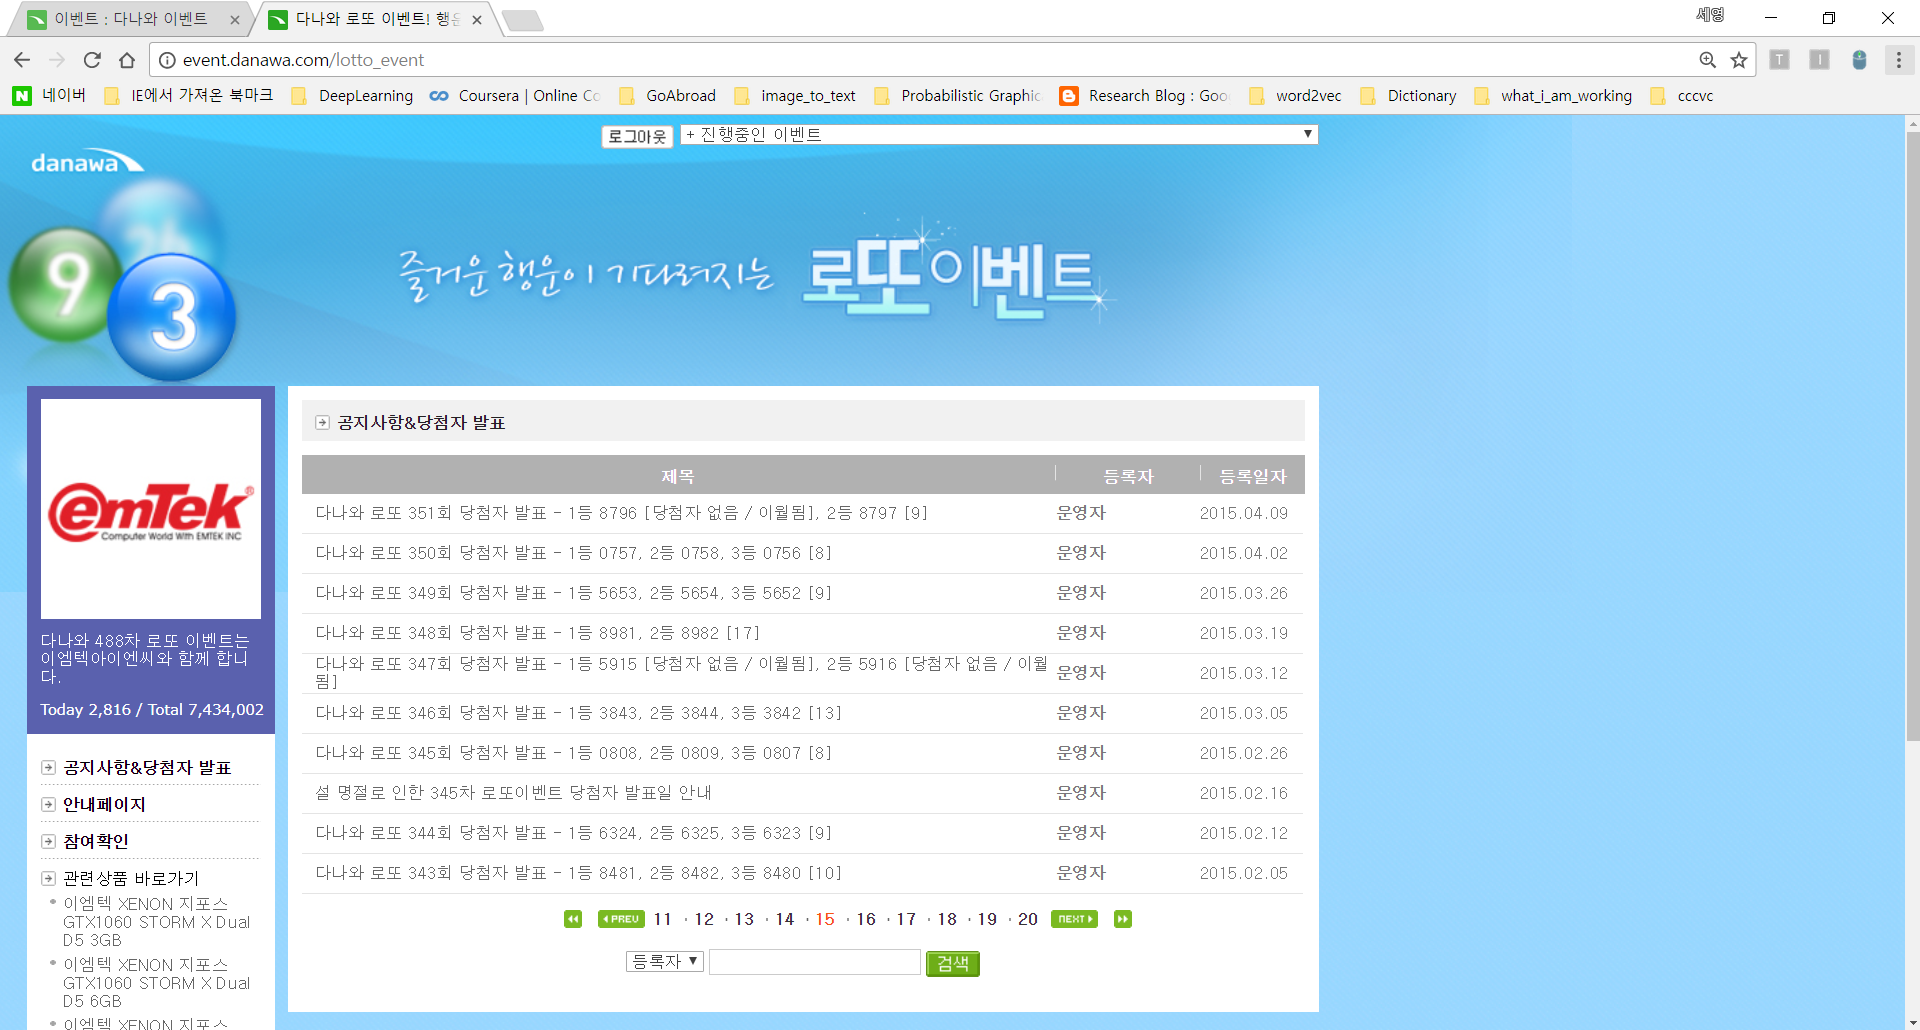 이벤트 : 다나와 이벤트
다나와 로또 이벤트! 행운
세영
event.danawa.com/lotto_event
T
I
N 네이버
IE에서 가져온 북마크
DeepLearning
Coursera | Online Co
GoAbroad
image_to_text
Probabilistic Graphic
Research Blog : Goo
word2vec
Dictionary
what_i_am_working
cccvc
로그아웃
+ 진행중인 이벤트
danawa
26
9
3
즐거운 행운이 기다려지는 로또이벤트
emTek®
Computer World With EMTEK INC
다나와 488차 로또 이벤트는
이엠텍아이엔씨와 함께 합니
다.
Today 2,816 / Total 7,434,002
공지사항&당첨자 발표
안내페이지
참여확인
관련상품 바로가기
이엠텍 XENON 지포스
GTX1060 STORM X Dual
D5 3GB
이엠텍 XENON 지포스
GTX1060 STORM X Dual
D5 6GB
이엠텍 XENON 지포스
공지사항&당첨자 발표
제목 등록자 등록일자
다나와 로또 351회 당첨자 발표 - 1등 8796 [당첨자 없음 / 이월됨], 2등 8797 [9] 운영자 2015.04.09
다나와 로또 350회 당첨자 발표 - 1등 0757, 2등 0758, 3등 0756 [8] 운영자 2015.04.02
다나와 로또 349회 당첨자 발표 - 1등 5653, 2등 5654, 3등 5652 [9] 운영자 2015.03.26
다나와 로또 348회 당첨자 발표 - 1등 8981, 2등 8982 [17] 운영자 2015.03.19
다나와 로또 347회 당첨자 발표 - 1등 5915 [당첨자 없음 / 이월됨], 2등 5916 [당첨자 없음 / 이월
됨] 운영자 2015.03.12
다나와 로또 346회 당첨자 발표 - 1등 3843, 2등 3844, 3등 3842 [13] 운영자 2015.03.05
다나와 로또 345회 당첨자 발표 - 1등 0808, 2등 0809, 3등 0807 [8] 운영자 2015.02.26
설 명절로 인한 345차 로또이벤트 당첨자 발표일 안내 운영자 2015.02.16
다나와 로또 344회 당첨자 발표 - 1등 6324, 2등 6325, 3등 6323 [9] 운영자 2015.02.12
다나와 로또 343회 당첨자 발표 - 1등 8481, 2등 8482, 3등 8480 [10] 운영자 2015.02.05
PREV 11 · 12 · 13 · 14 · 15 · 16 · 17 · 18 · 19 · 20 NEXT
등록자 검색